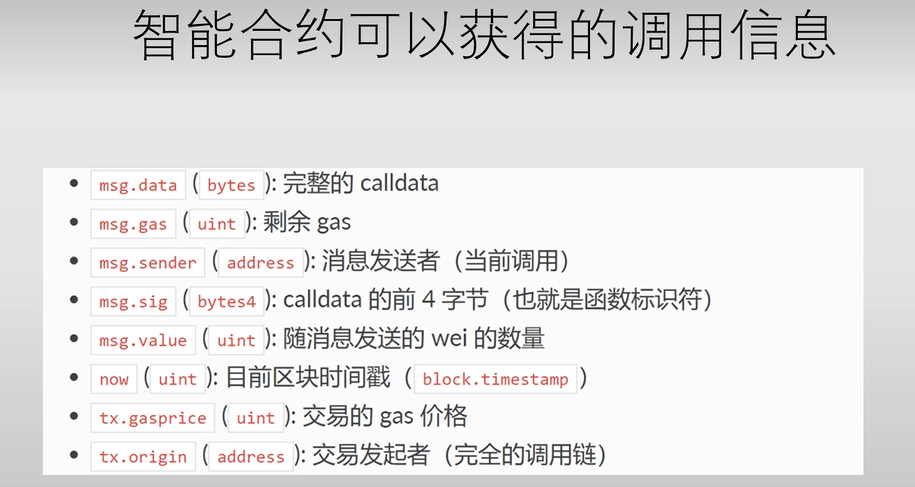 智能合约可以获得的调用信息
• msg.data (bytes): 完整的 calldata
• msg.gas (uint): 剩余 gas
• msg.sender (address): 消息发送者（当前调用）
• msg.sig (bytes4): calldata 的前 4 字节（也就是函数标识符）
• msg.value (uint): 随消息发送的 wei 的数量
• now (uint): 目前区块时间戳（block.timestamp）
• tx.gasprice (uint): 交易的 gas 价格
• tx.origin (address): 交易发起者（完全的调用链）